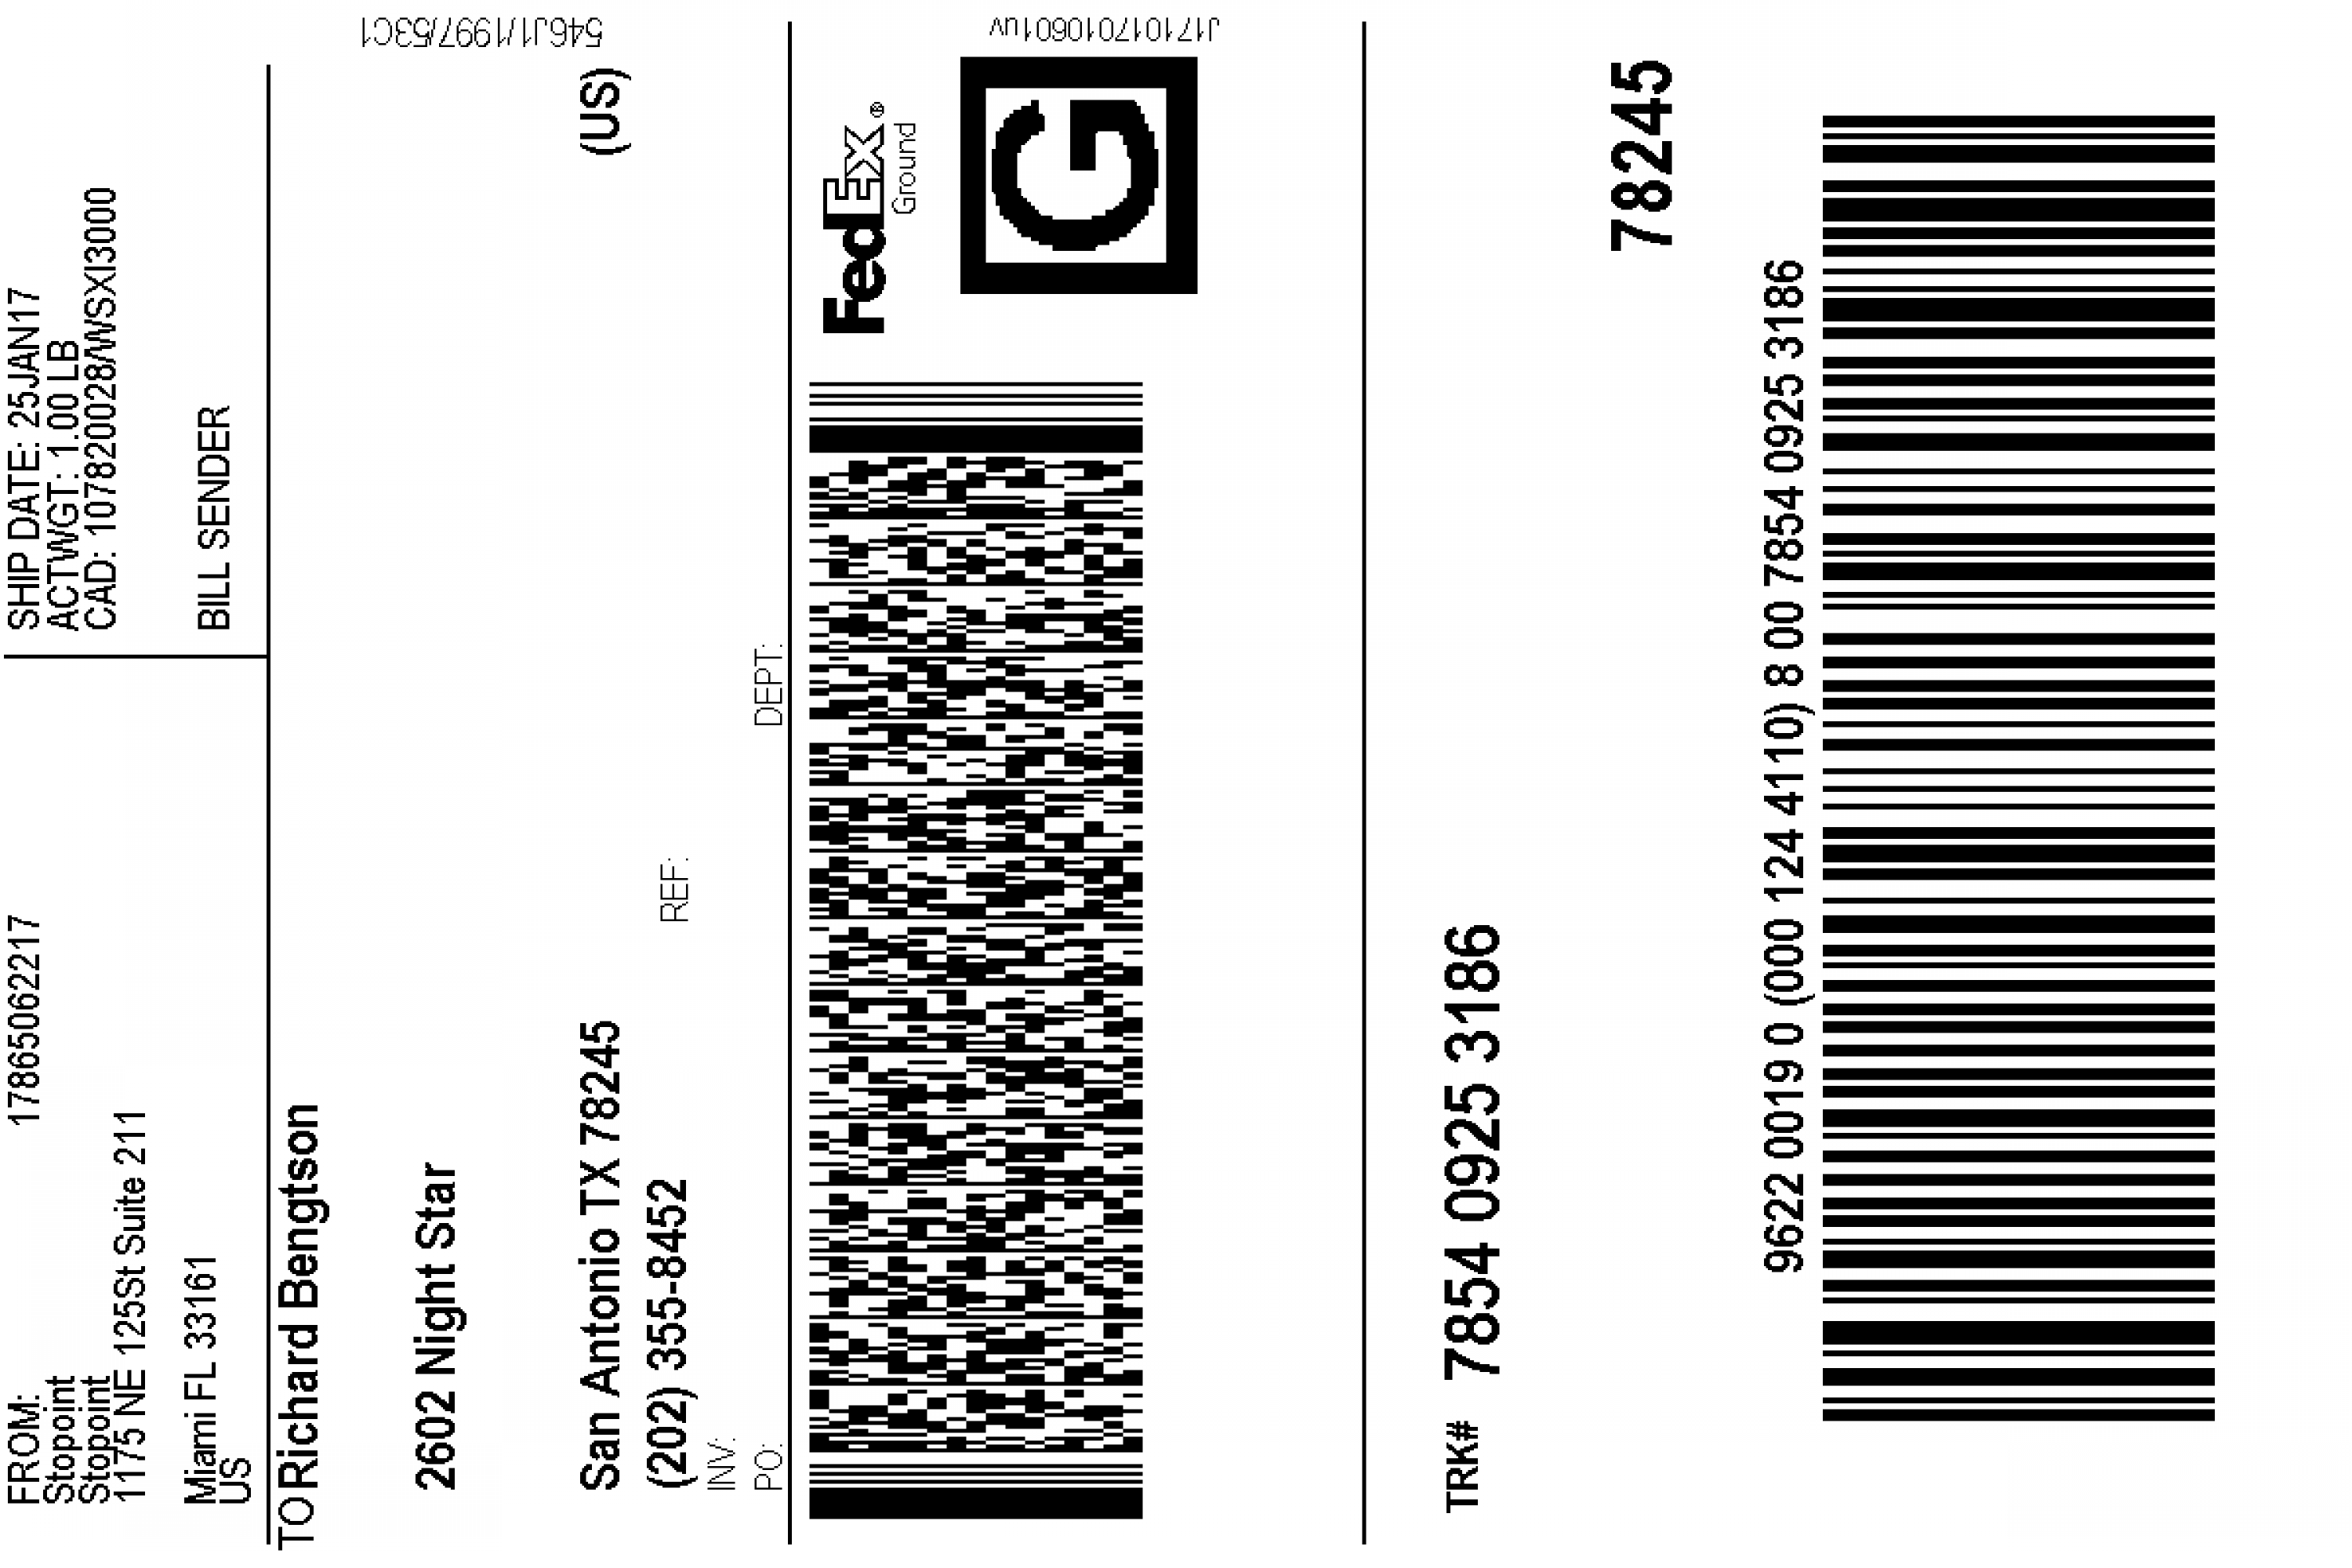 FROM:
17865062217
Stopoint
Stopoint
1175 NE 125St Suite 211
Miami FL 33161
US
SHIP DATE: 25JAN17
ACTWGT: 1.00 LB
CAD: 107820028/WSXI3000
BILL SENDER
TO Richard Bengtson
2602 Night Star
San Antonio TX 78245
(US)
(202) 355-8452
REF:
INV:
PO:
DEPT:
546J1/1997/53C1
FedEx®
Ground
G
J171017010601uv
TRK# 7854 0925 3186
78245
9622 0019 0 (000 124 4110) 8 00 7854 0925 3186